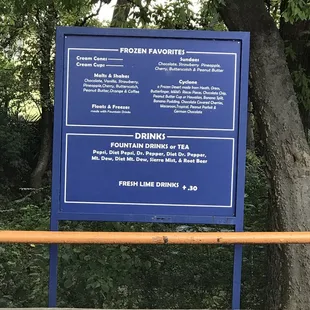 FROZEN FAVORITES
Cream Cones
Cream Cups
Sundaes
Chocolate, Strawberry, Pineapple,
Cherry, Butterscotch & Peanut Butter
Malts & Shakes
Vanilla, Chocolate, Strawberry
Pineapple, Cherry, Butterscotch,
Peanut Butter, Orange & Coffee
Cyclone
a Frozen Dessert made from Heath, Oreo,
Butterfinger, M&M's, Reese Pieces, Chocolate
Peanut Butter Cup or Hawaiian, Banana Split,
Banana Pudding, Chocolate Covered Cherries,
Peanut Parfait &
German Chocolate
Floats & Freezes
made with Fountain Drinks
DRINKS
FOUNTAIN DRINKS or TEA
Pepsi, Diet Pepsi, Dr. Pepper, Diet Dr. Pepper,
Mt. Dew, Diet Mt. Dew, Sierra Mist, & Root Beer
FRESH LIME DRINKS + .30